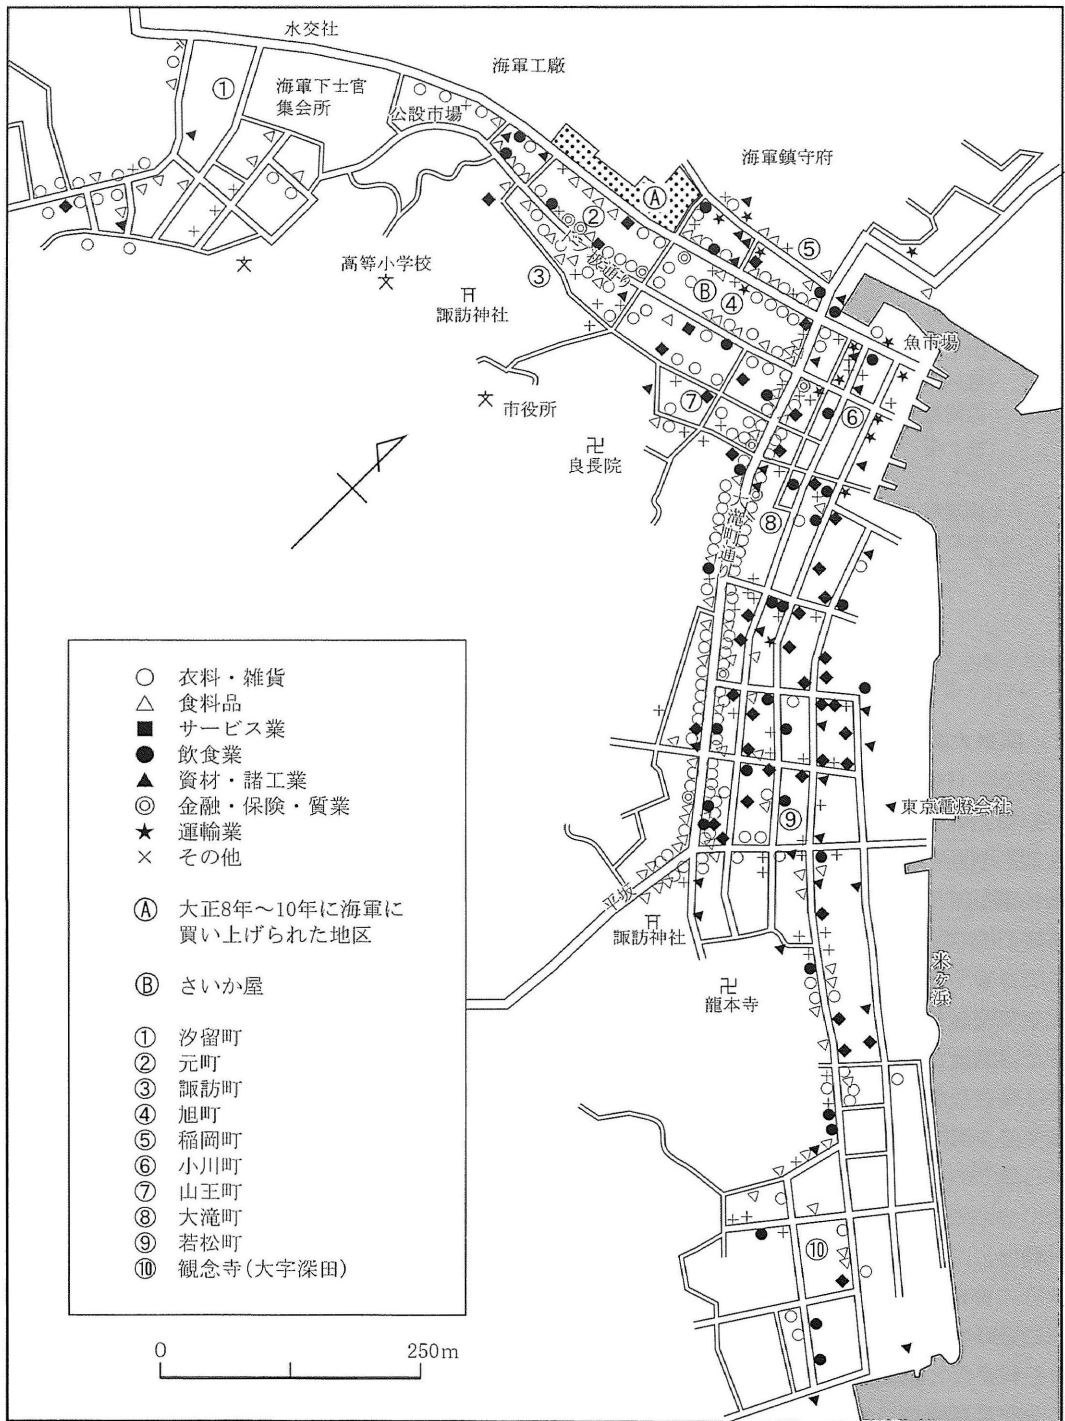 水交社
海軍工廠
海軍下士官
集会所
①
公設市場
海軍鎮守府
Ⓐ
②
⑤
高等小学校
文
文
③
Ⓑ ④
諏訪神社
魚市場
文 市役所
⑦
⑥
卍
良長院
大滝町通り
⑧
○ 衣料・雑貨
△ 食料品
■ サービス業
● 飲食業
▲ 資材・諸工業
◎ 金融・保険・質業
★ 運輸業
× その他
Ⓐ 大正8年〜10年に海軍に
買い上げられた地区
Ⓑ さいか屋
① 汐留町
② 元町
③ 諏訪町
④ 旭町
⑤ 稲岡町
⑥ 小川町
⑦ 山王町
⑧ 大滝町
⑨ 若松町
⑩ 観念寺(大字深田)
東京電燈会社
⑨
平坂
諏訪神社
米ヶ浜
卍
龍本寺
⑩
0 250m